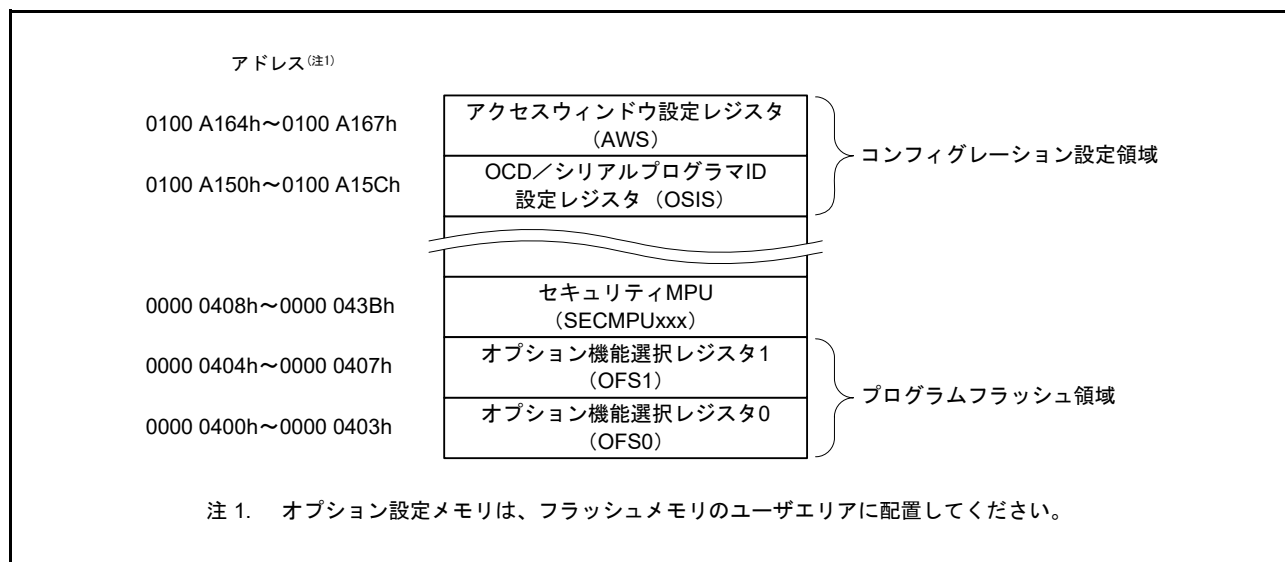 アドレス(注1)
0100 A164h～0100 A167h
アクセスウィンドウ設定レジスタ
（AWS）
コンフィグレーション設定領域
0100 A150h～0100 A15Ch
OCD／シリアルプログラマID
設定レジスタ（OSIS）
0000 0408h～0000 043Bh
セキュリティMPU
（SECMPUxxx）
0000 0404h～0000 0407h
オプション機能選択レジスタ1
（OFS1）
プログラムフラッシュ領域
0000 0400h～0000 0403h
オプション機能選択レジスタ0
（OFS0）
注 1. オプション設定メモリは、フラッシュメモリのユーザエリアに配置してください。